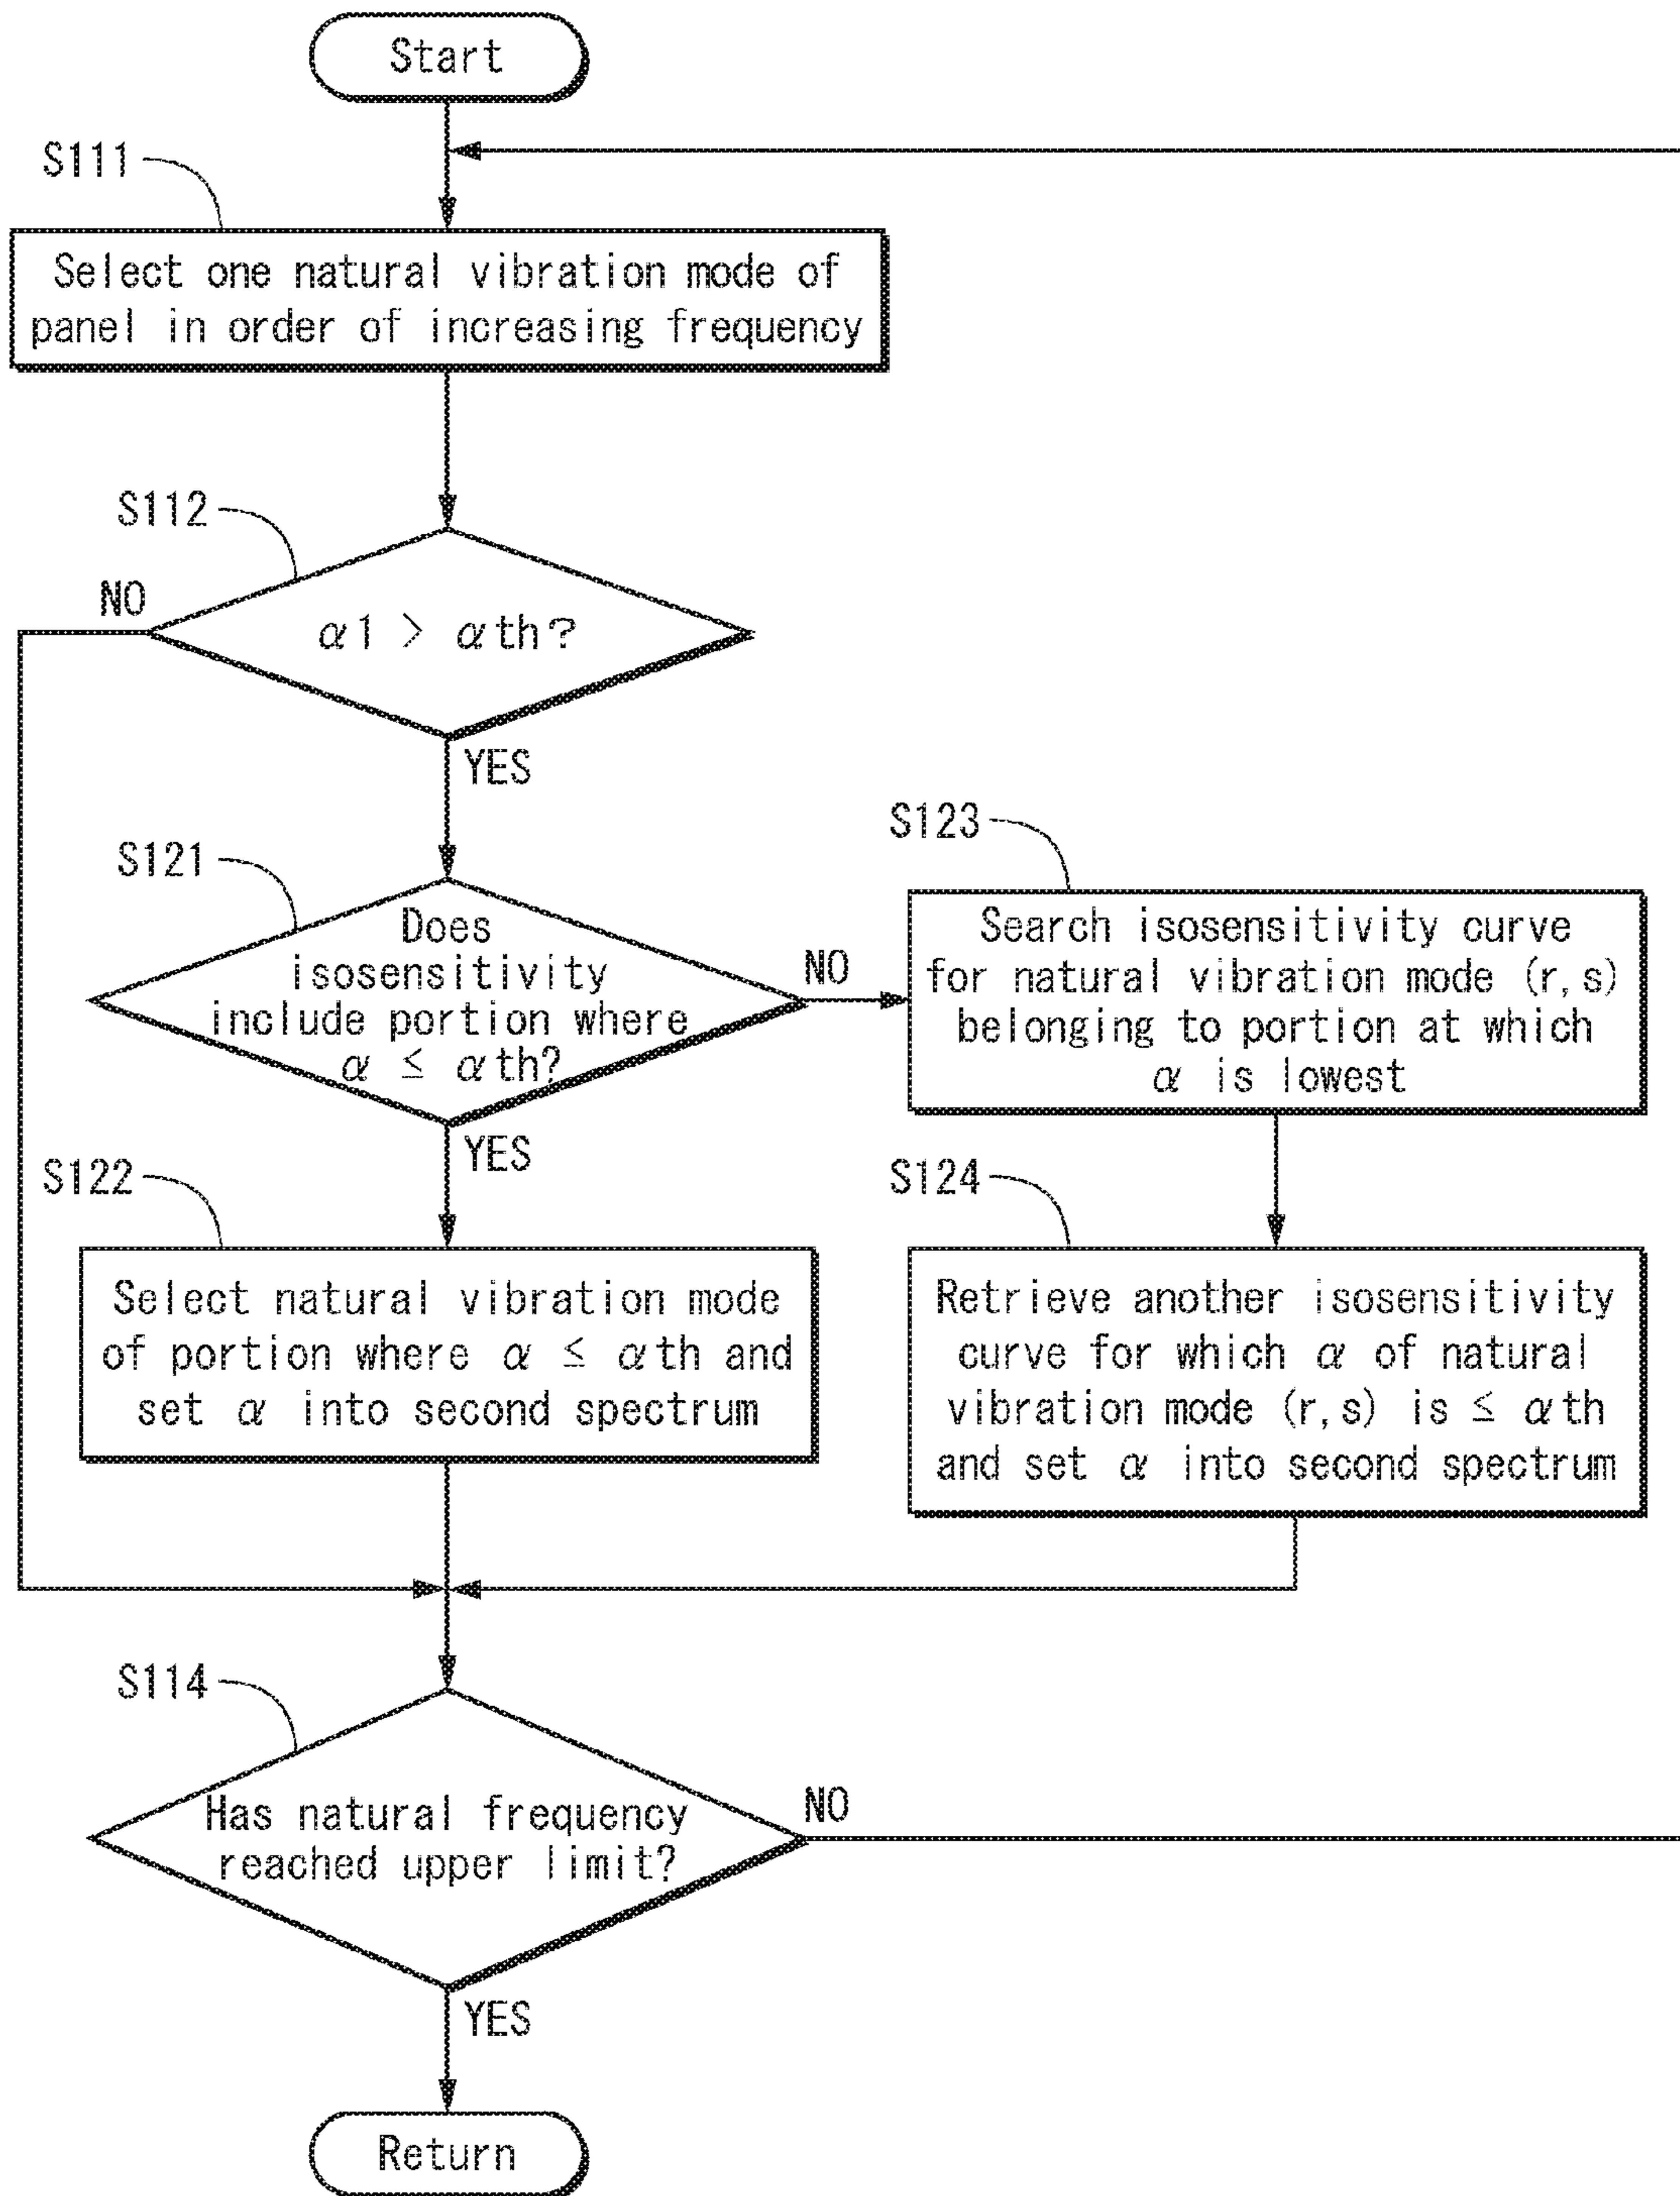 Start
S111
Select one natural vibration mode of
panel in order of increasing frequency
S112
NO
α1 > αth?
YES
S121
Does
isosensitivity
include portion where
α ≤ αth?
NO
YES
S123
Search isosensitivity curve
for natural vibration mode (r,s)
belonging to portion at which
α is lowest
S122
Select natural vibration mode
of portion where α ≤ αth and
set α into second spectrum
S124
Retrieve another isosensitivity
curve for which α of natural
vibration mode (r,s) is ≤ αth
and set α into second spectrum
S114
Has natural frequency
reached upper limit?
NO
YES
Return